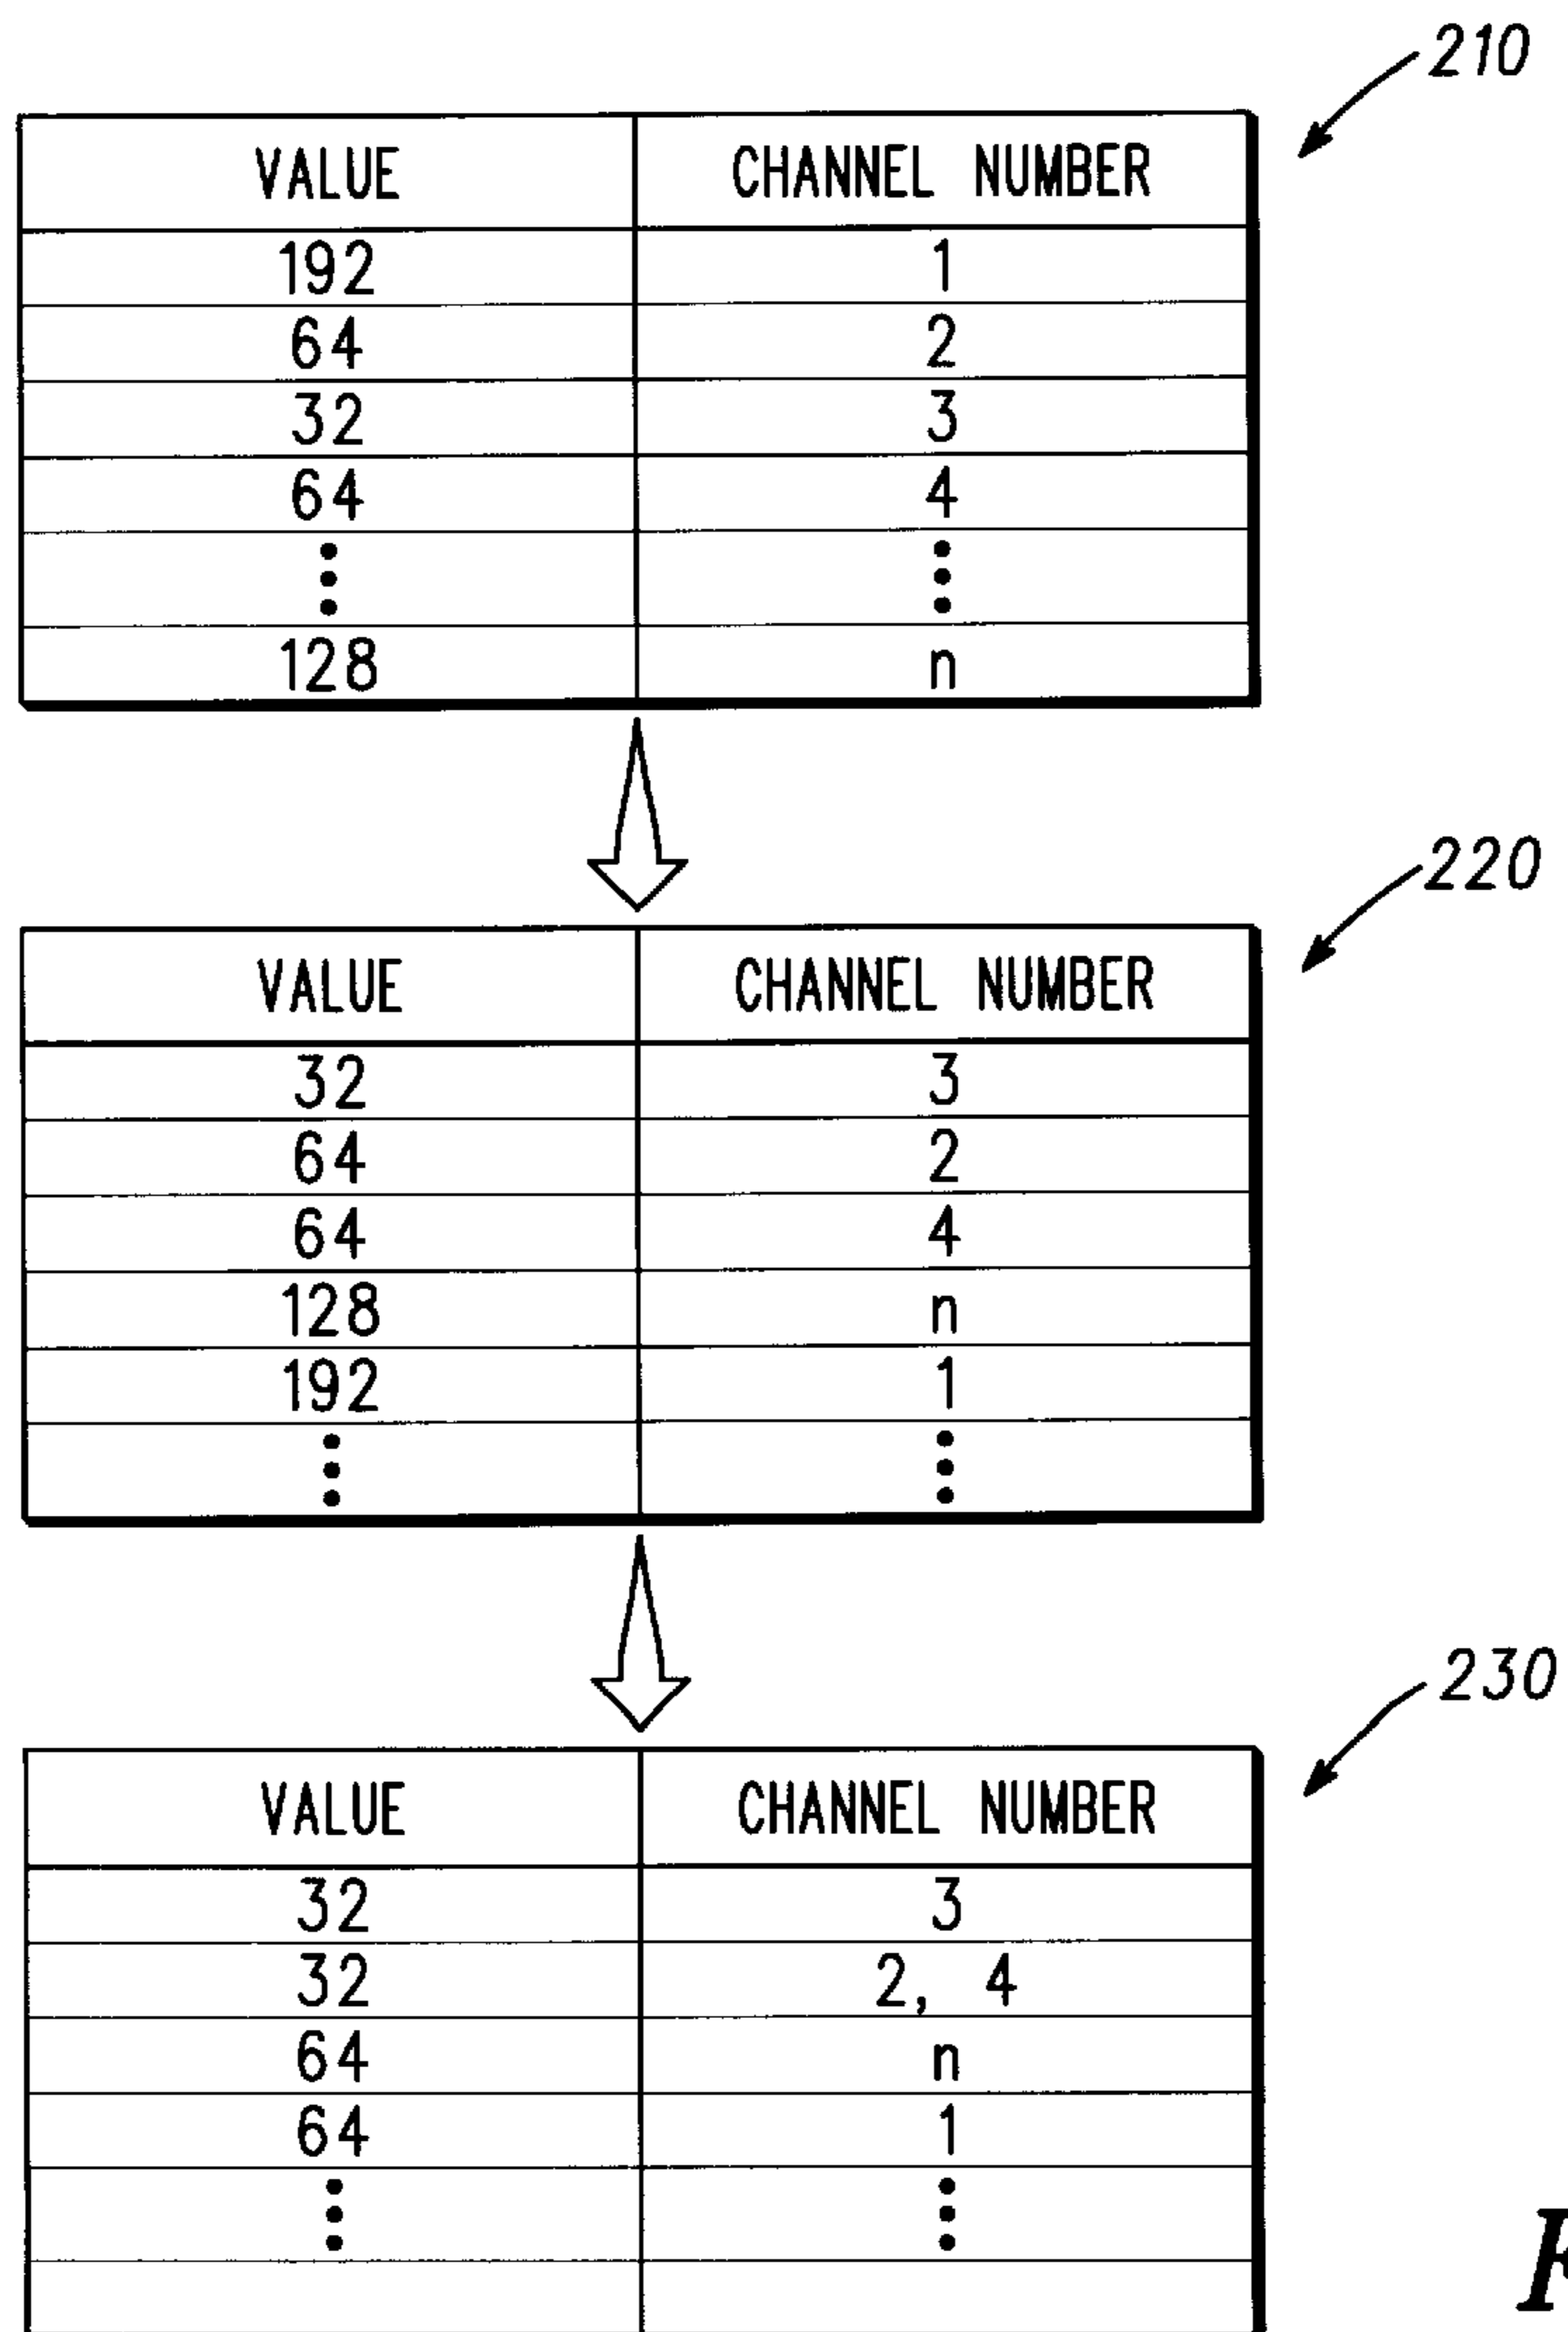 210
VALUE CHANNEL NUMBER
192 1
64 2
32 3
64 4
128 n
220
VALUE CHANNEL NUMBER
32 3
64 2
64 4
128 n
192 1
230
VALUE CHANNEL NUMBER
32 3
32 2, 4
64 n
64 1